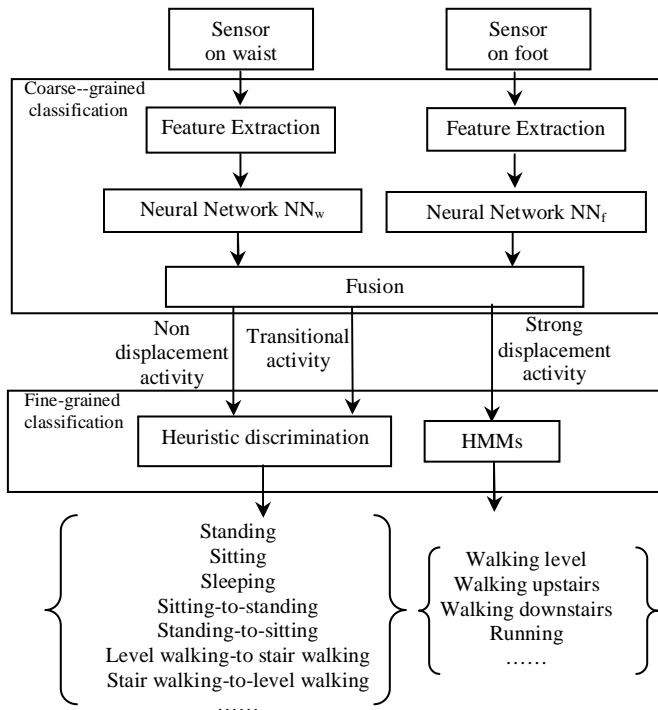 Sensor
on waist
Sensor
on foot
Coarse--grained
classification
Feature Extraction
Feature Extraction
Neural Network NNw
Neural Network NNf
Fusion
Non
displacement
activity
Transitional
activity
Strong
displacement
activity
Fine-grained
classification
Heuristic discrimination
HMMs
Standing
Sitting
Sleeping
Sitting-to-standing
Standing-to-sitting
Level walking-to stair walking
Stair walking-to-level walking
……
Walking level
Walking upstairs
Walking downstairs
Running
……